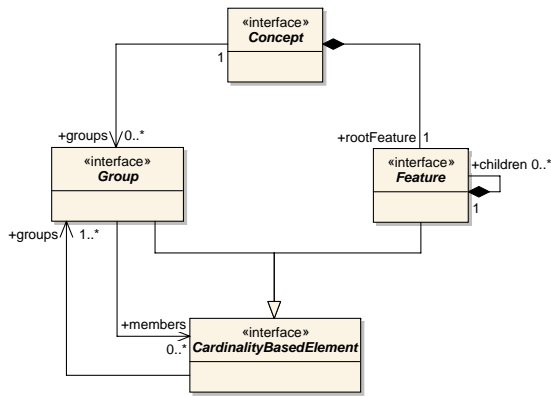 «interface»
Concept
1
+groups 0..*
+rootFeature 1
«interface»
Group
«interface»
Feature
+children 0..*
1
+groups 1..*
+members
0..*
«interface»
CardinalityBasedElement